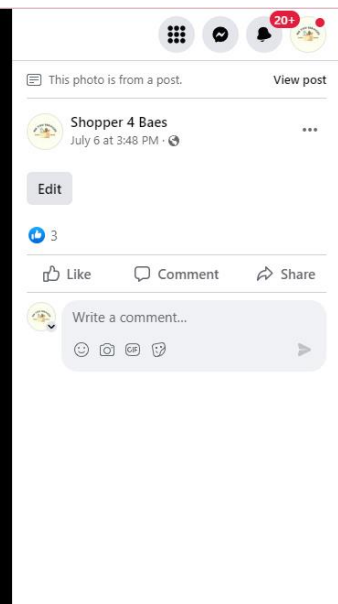 20+
This photo is from a post.
View post
Shopper 4 Baes
July 6 at 3:48 PM ·
Edit
3
Like
Comment
Share
Write a comment...
GIF